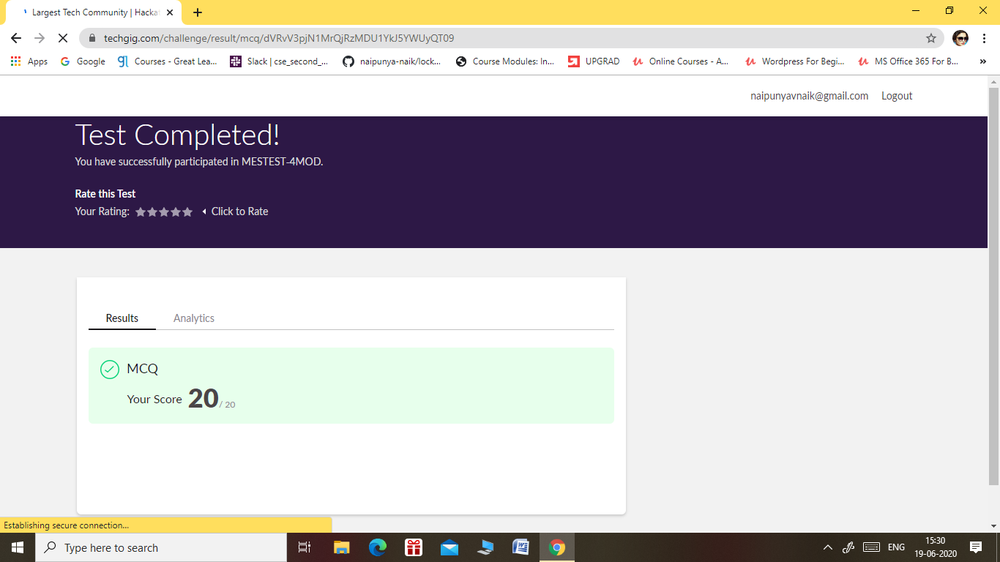 Largest Tech Community | Hacka
techgig.com/challenge/result/mcq/dVRvV3pjN1MrQjRzMDU1YkJ5YWUyQT09
Apps Google Courses - Great Lea... Slack | cse_second_... naipunya-naik/lock... Course Modules: In... UPGRAD Online Courses - A... Wordpress For Begi... MS Office 365 For B... »
naipunyavnaik@gmail.com Logout
Test Completed!
You have successfully participated in MESTEST-4MOD.
Rate this Test
Your Rating: Click to Rate
Results Analytics
MCQ
Your Score 20 / 20
Establishing secure connection...
Type here to search
ENG
15:30
19-06-2020